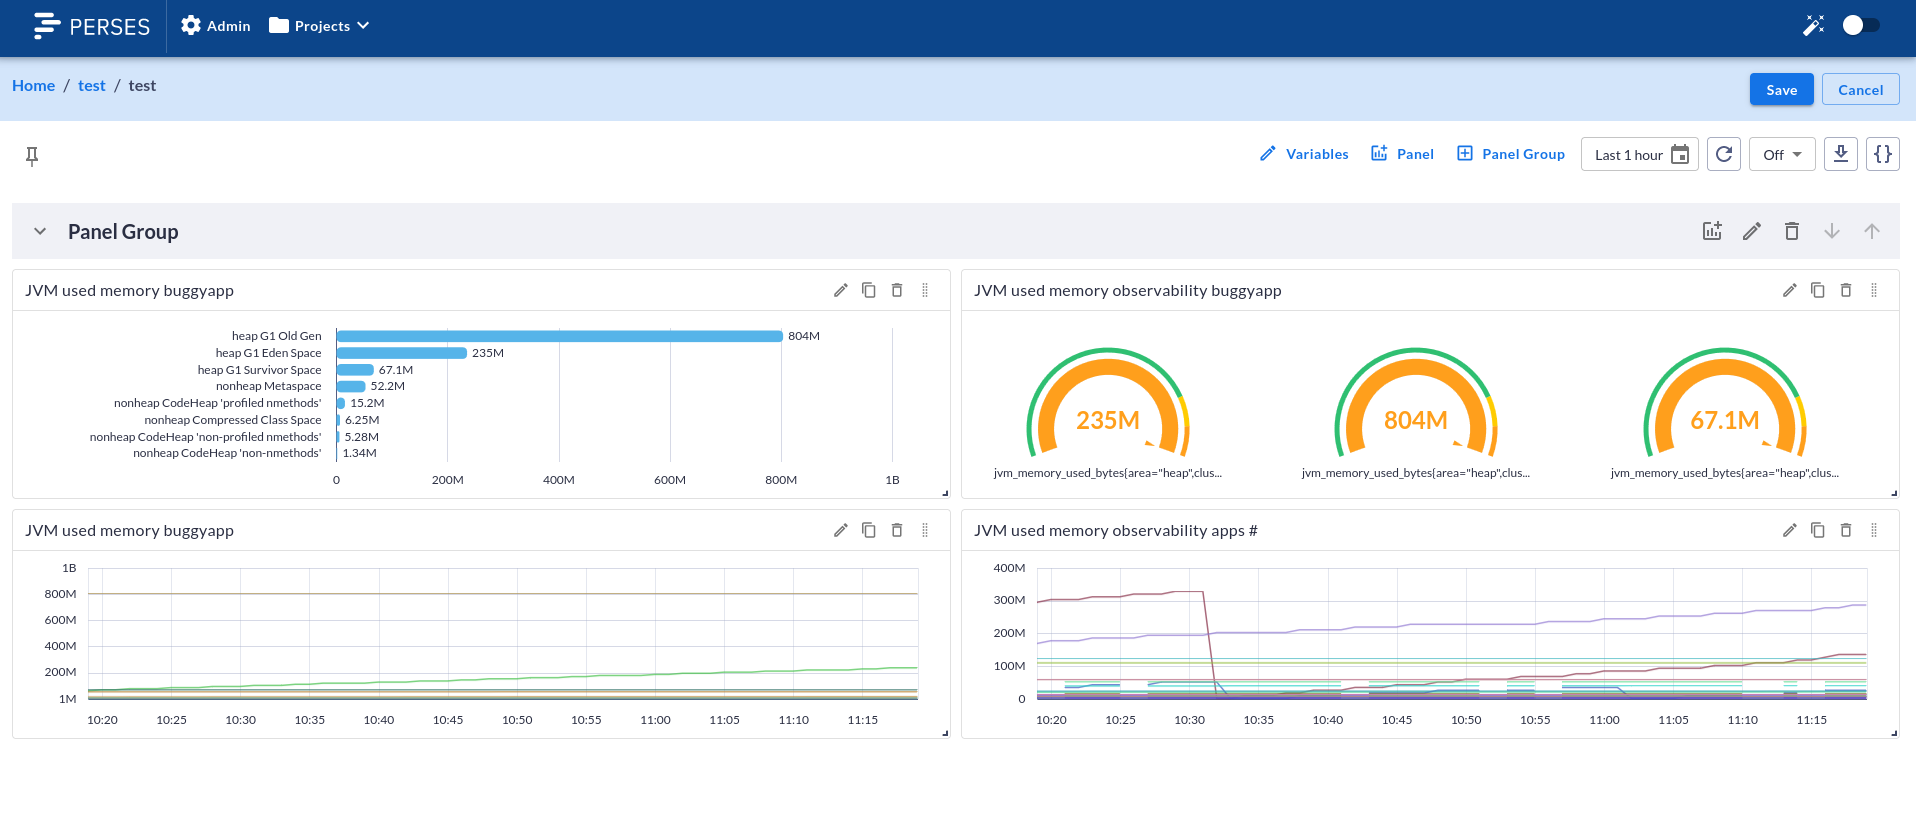 PERSES Admin Projects
Home / test / test
Save Cancel
Variables Panel Panel Group Last 1 hour Off
Panel Group
JVM used memory buggyapp
heap G1 Old Gen 804M
heap G1 Eden Space 235M
heap G1 Survivor Space 67.1M
nonheap Metaspace 52.2M
nonheap CodeHeap 'profiled nmethods' 15.2M
nonheap Compressed Class Space 6.25M
nonheap CodeHeap 'non-profiled nmethods' 5.28M
nonheap CodeHeap 'non-nmethods' 1.34M
0 200M 400M 600M 800M 1B
JVM used memory observability buggyapp
235M 804M 67.1M
jvm_memory_used_bytes{area="heap",clus... jvm_memory_used_bytes{area="heap",clus... jvm_memory_used_bytes{area="heap",clus...
JVM used memory buggyapp
1B
800M
600M
400M
200M
1M
10:20 10:25 10:30 10:35 10:40 10:45 10:50 10:55 11:00 11:05 11:10 11:15
JVM used memory observability apps #
400M
300M
200M
100M
0
10:20 10:25 10:30 10:35 10:40 10:45 10:50 10:55 11:00 11:05 11:10 11:15